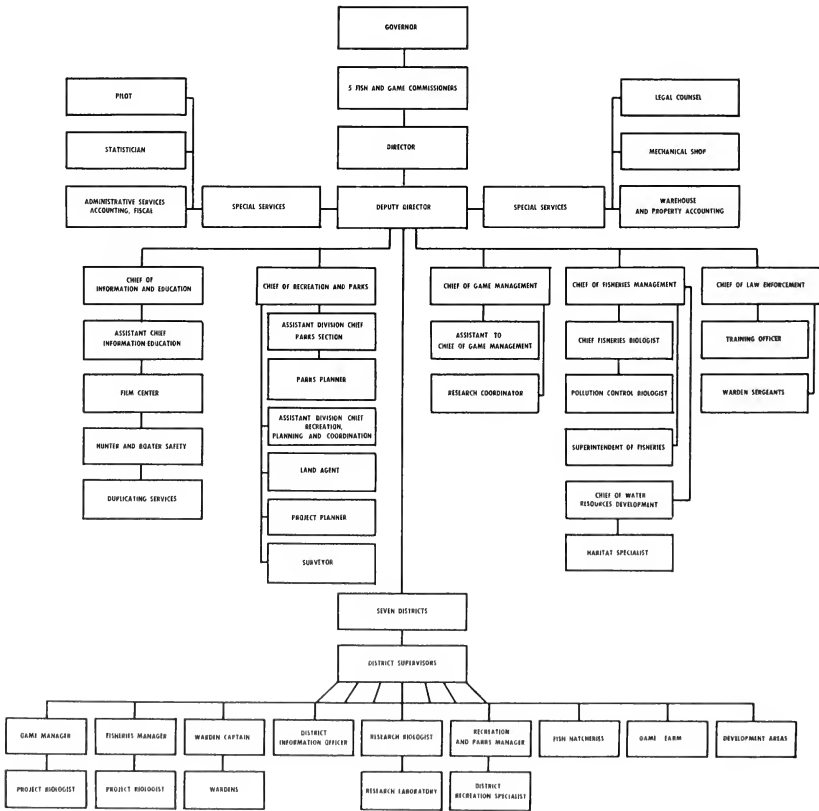 GOVERNOR
5 FISH AND GAME COMMISSIONERS
DIRECTOR
DEPUTY DIRECTOR
PILOT
STATISTICIAN
ADMINISTRATIVE SERVICES
ACCOUNTING, FISCAL
SPECIAL SERVICES
SPECIAL SERVICES
LEGAL COUNSEL
MECHANICAL SHOP
WAREHOUSE
AND PROPERTY ACCOUNTING
CHIEF OF
INFORMATION AND EDUCATION
ASSISTANT CHIEF
INFORMATION EDUCATION
FILM CENTER
HUNTER AND BOATER SAFETY
DUPLICATING SERVICES
CHIEF OF RECREATION AND PARKS
ASSISTANT DIVISION CHIEF
PARKS SECTION
PARKS PLANNER
ASSISTANT DIVISION CHIEF
RECREATION,
PLANNING AND COORDINATION
LAND AGENT
PROJECT PLANNER
SURVEYOR
CHIEF OF GAME MANAGEMENT
ASSISTANT TO
CHIEF OF GAME MANAGEMENT
RESEARCH COORDINATOR
CHIEF OF FISHERIES MANAGEMENT
CHIEF FISHERIES BIOLOGIST
POLLUTION CONTROL BIOLOGIST
SUPERINTENDENT OF FISHERIES
CHIEF OF WATER
RESOURCES DEVELOPMENT
HABITAT SPECIALIST
CHIEF OF LAW ENFORCEMENT
TRAINING OFFICER
WARDEN SERGEANTS
SEVEN DISTRICTS
DISTRICT SUPERVISORS
GAME MANAGER
FISHERIES MANAGER
WARDEN CAPTAIN
DISTRICT
INFORMATION OFFICER
RESEARCH BIOLOGIST
RECREATION
AND PARKS MANAGER
FISH HATCHERIES
GAME FARM
DEVELOPMENT AREAS
PROJECT BIOLOGIST
PROJECT BIOLOGIST
WARDENS
RESEARCH LABORATORY
DISTRICT
RECREATION SPECIALIST